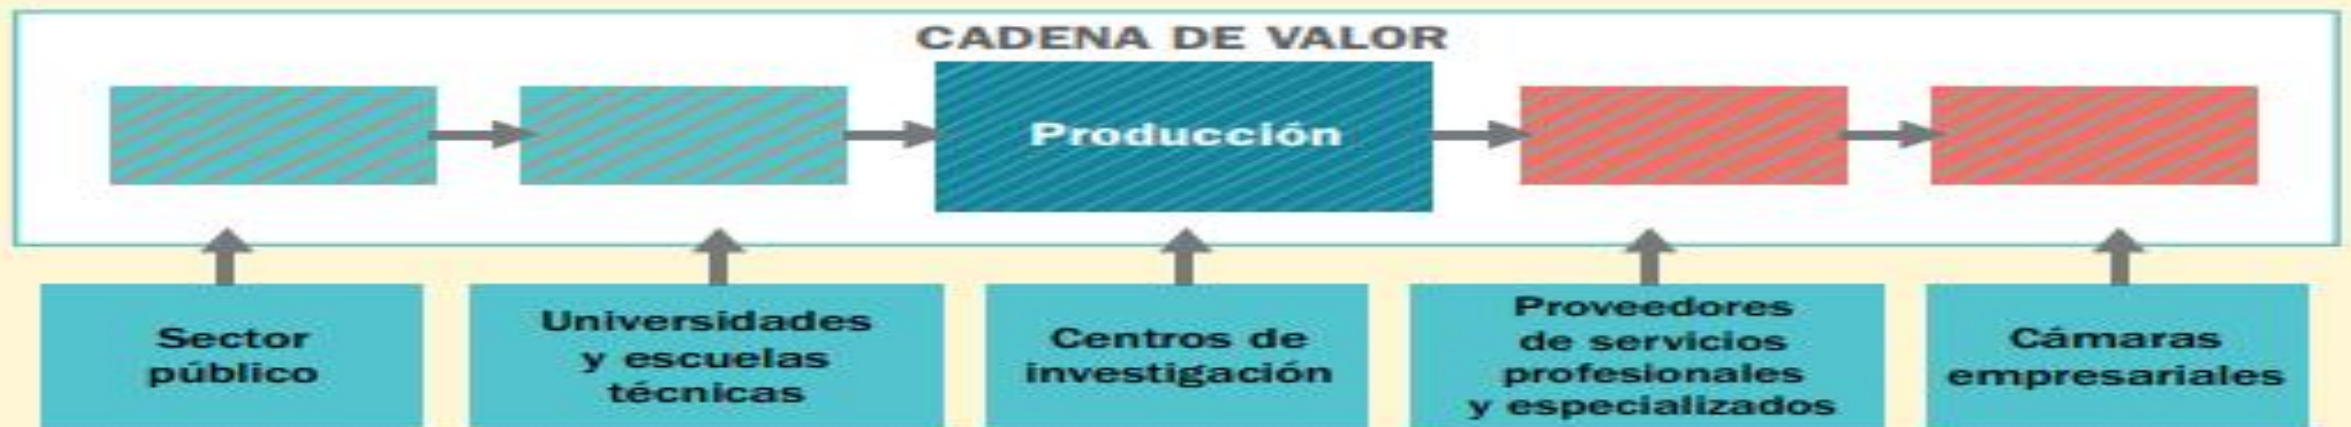 CADENA DE VALOR
Producción
Sector
público
Universidades
y escuelas
técnicas
Centros de
investigación
Proveedores
de servicios
profesionales
y especializados
Cámaras
empresariales